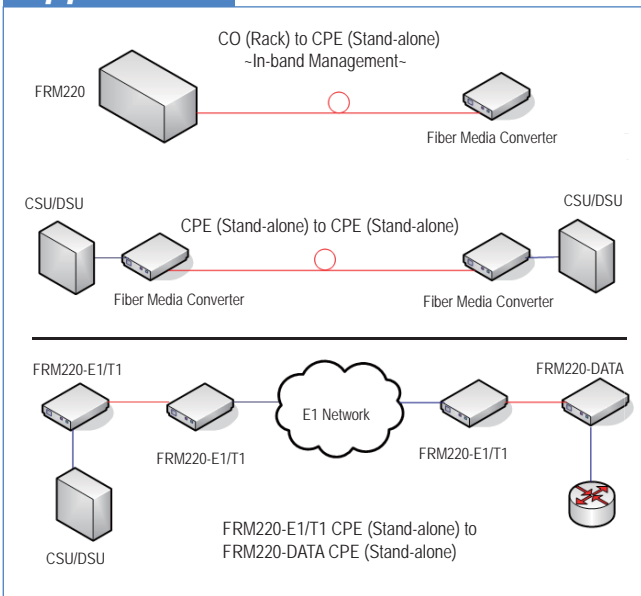 CO (Rack) to CPE (Stand-alone)
~In-band Management~
FRM220
Fiber Media Converter
CSU/DSU
CSU/DSU
CPE (Stand-alone) to CPE (Stand-alone)
Fiber Media Converter
Fiber Media Converter
FRM220-E1/T1
FRM220-DATA
E1 Network
FRM220-E1/T1
FRM220-E1/T1
FRM220-E1/T1 CPE (Stand-alone) to
FRM220-DATA CPE (Stand-alone)
CSU/DSU